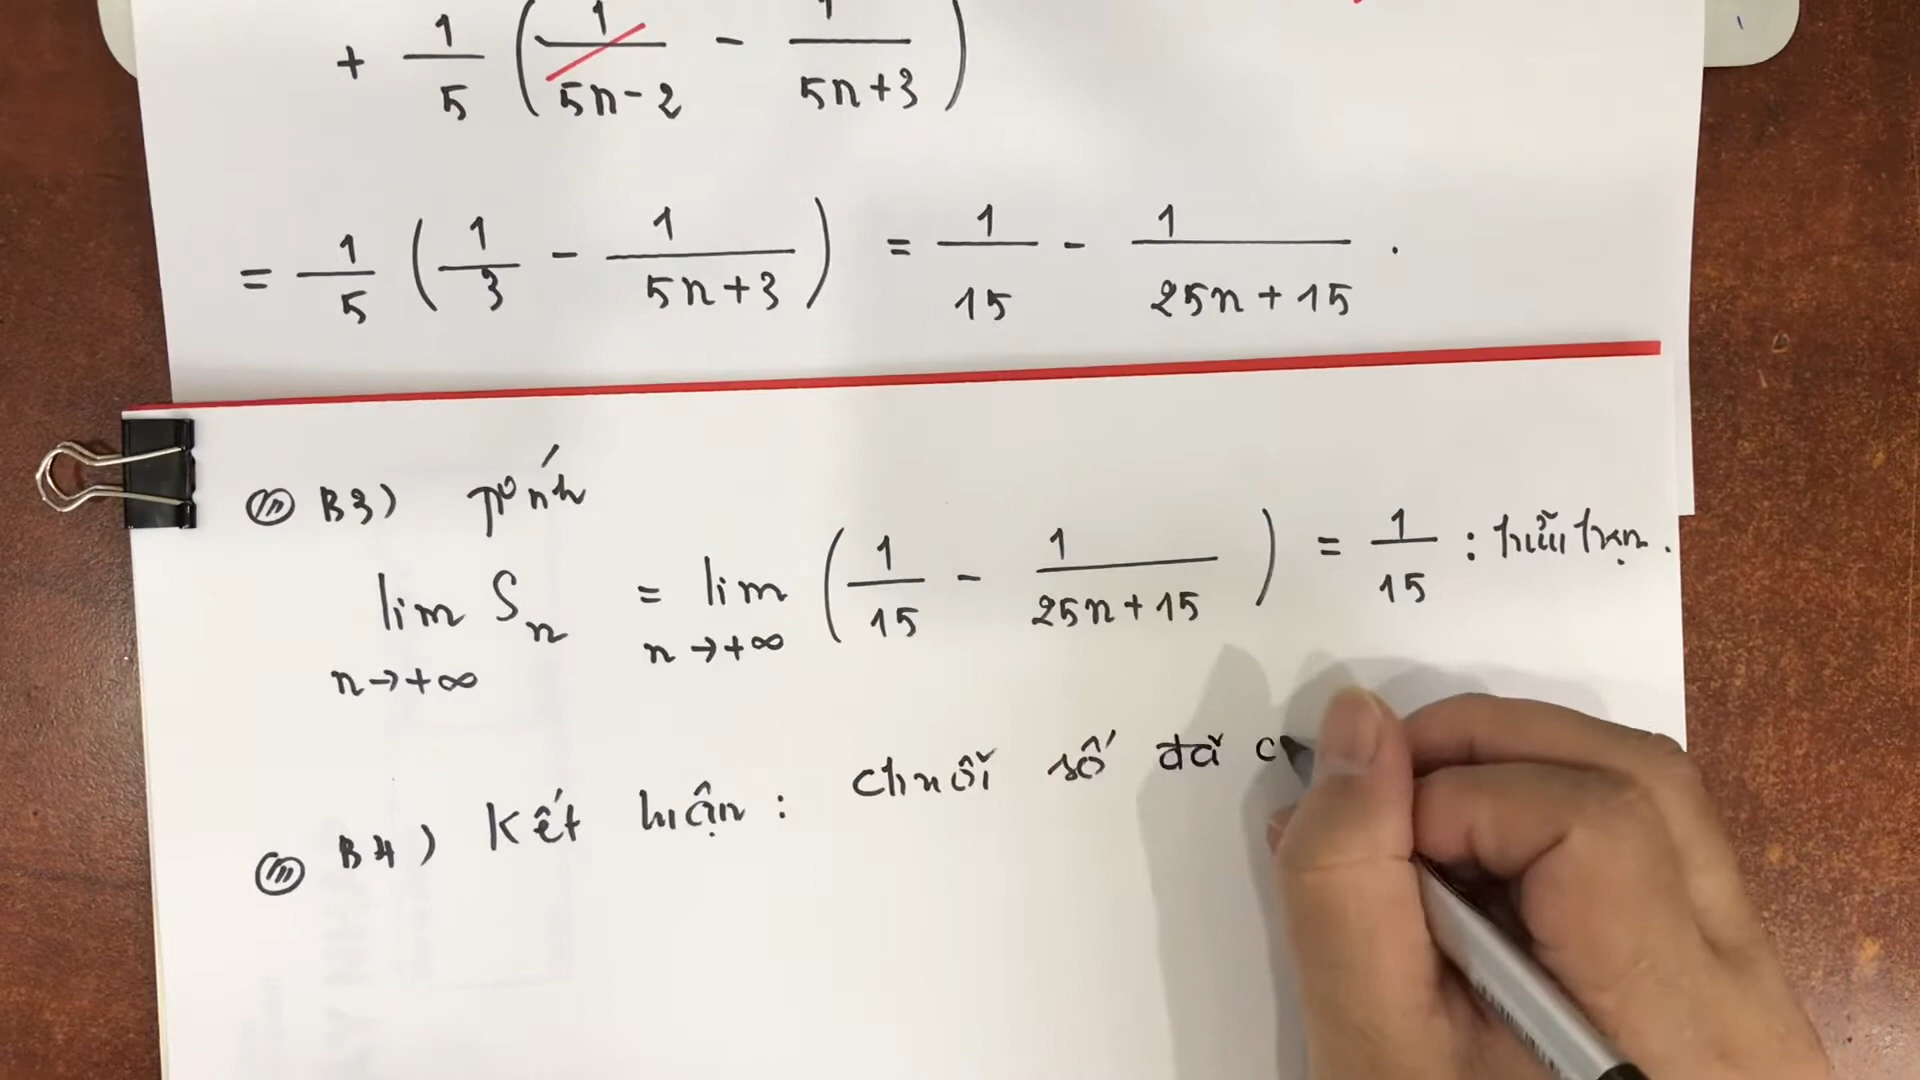 + 1/5 ( 1/(5n-2) - 1/(5n+3) )
= 1/5 ( 1/3 - 1/(5n+3) ) = 1/15 - 1/(25n+15) .
B3) Tính
lim S_n = lim ( 1/15 - 1/(25n+15) ) = 1/15 : hữu hạn .
n→+∞ n→+∞
B4) Kết luận : chuỗi số đã c